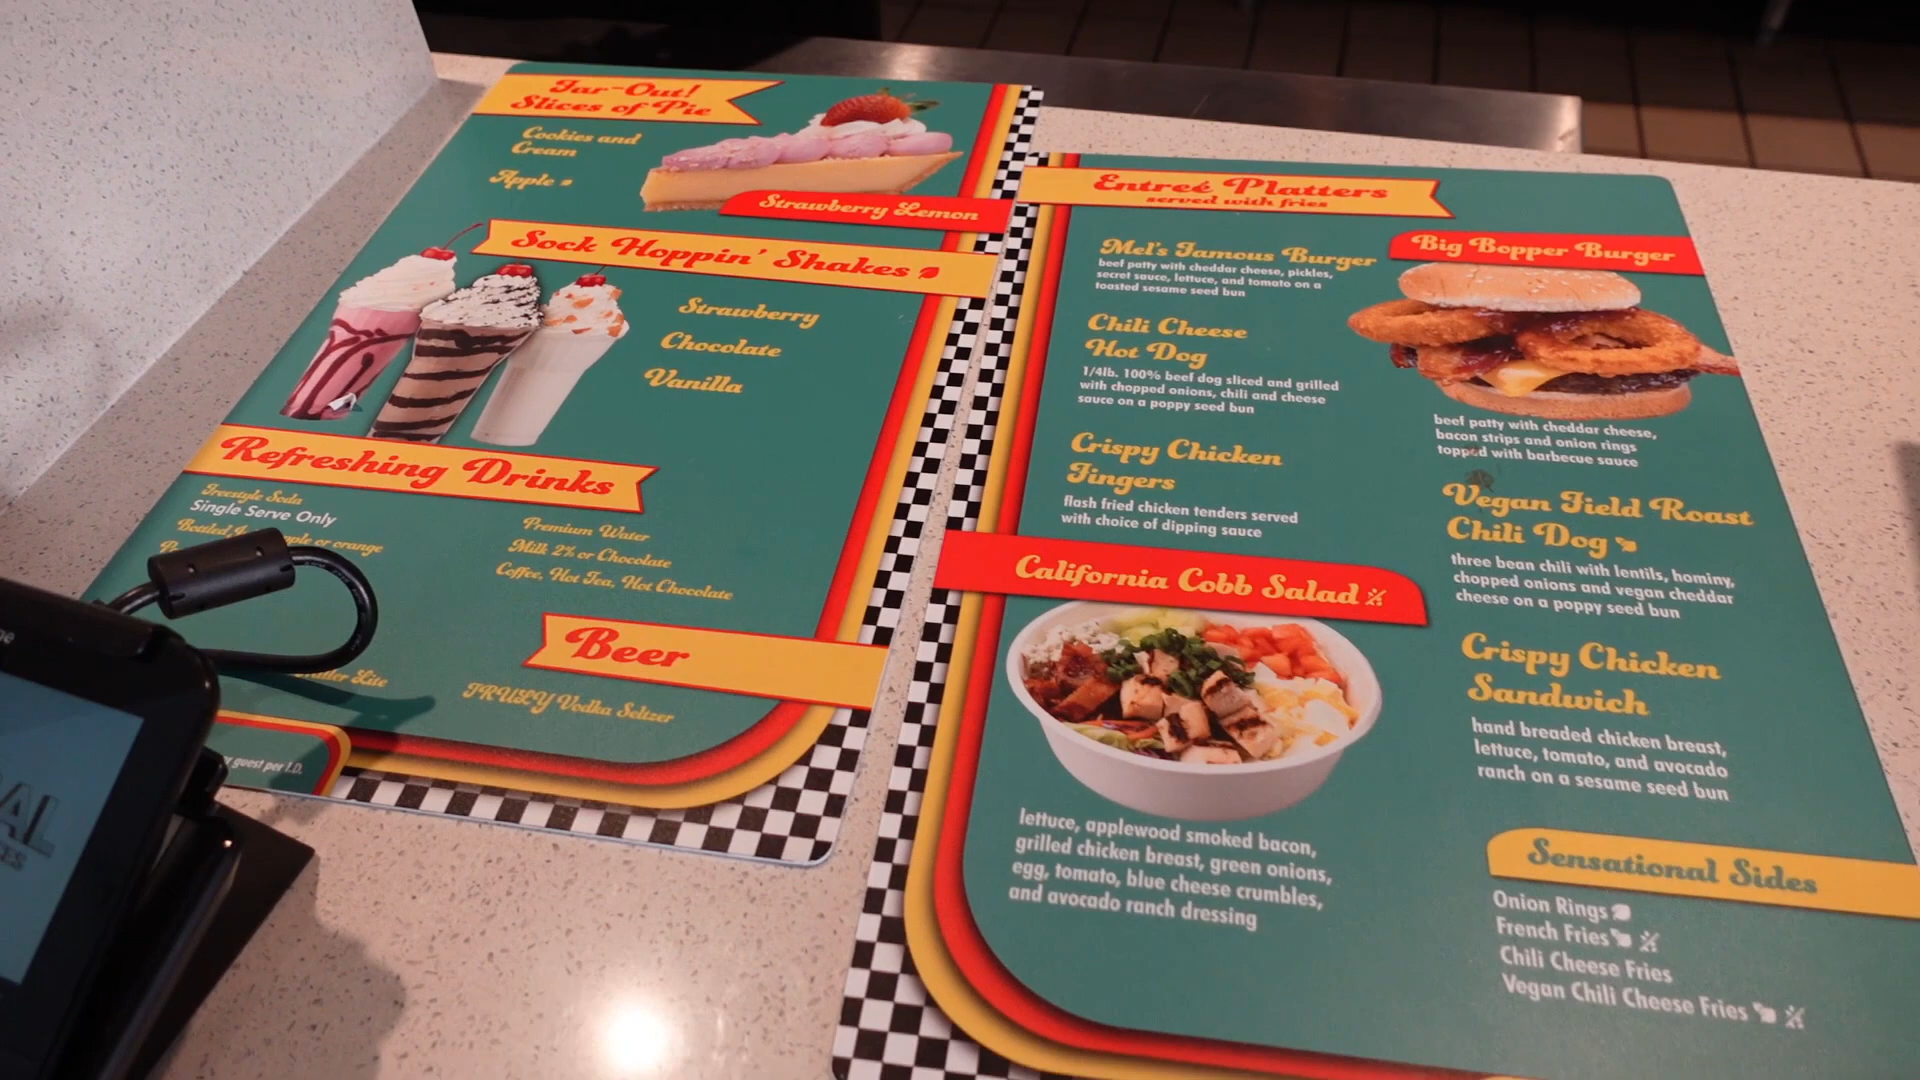 Far-Out!
Slices of Pie
Cookies and
Cream
Apple
Strawberry Lemon
Sock Hoppin' Shakes
Strawberry
Chocolate
Vanilla
Refreshing Drinks
Freestyle Soda
Single Serve Only
Bottled
or orange
Premium Water
Milk 2% or Chocolate
Coffee, Hot Tea, Hot Chocolate
Beer
Lite
TRULY Vodka Seltzer
guest per I.D.
Entreé Platters
served with fries
Mel's Famous Burger
beef patty with cheddar cheese, pickles,
secret sauce, lettuce, and tomato on a
toasted sesame seed bun
Chili Cheese
Hot Dog
1/4lb. 100% beef dog sliced and grilled
with chopped onions, chili and cheese
sauce on a poppy seed bun
Crispy Chicken
Fingers
flash fried chicken tenders served
with choice of dipping sauce
California Cobb Salad
lettuce, applewood smoked bacon,
grilled chicken breast, green onions,
egg, tomato, blue cheese crumbles,
and avocado ranch dressing
Big Bopper Burger
beef patty with cheddar cheese,
bacon strips and onion rings
topped with barbecue sauce
Vegan Field Roast
Chili Dog
three bean chili with lentils, hominy,
chopped onions and vegan cheddar
cheese on a poppy seed bun
Crispy Chicken
Sandwich
hand breaded chicken breast,
lettuce, tomato, and avocado
ranch on a sesame seed bun
Sensational Sides
Onion Rings
French Fries
Chili Cheese Fries
Vegan Chili Cheese Fries